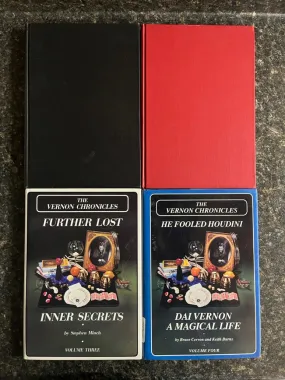 THE
VERNON CHRONICLES
FURTHER LOST
INNER SECRETS
by Stephen Minch
VOLUME THREE
THE
VERNON CHRONICLES
HE FOOLED HOUDINI
DAI VERNON
A MAGICAL LIFE
by Bruce Cervon and Keith Burns
VOLUME FOUR